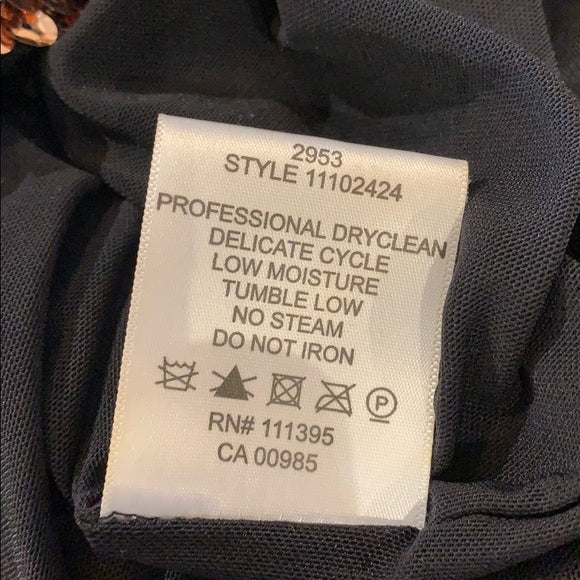 2953
STYLE 11102424
PROFESSIONAL DRYCLEAN
DELICATE CYCLE
LOW MOISTURE
TUMBLE LOW
NO STEAM
DO NOT IRON
P
RN# 111395
CA 00985